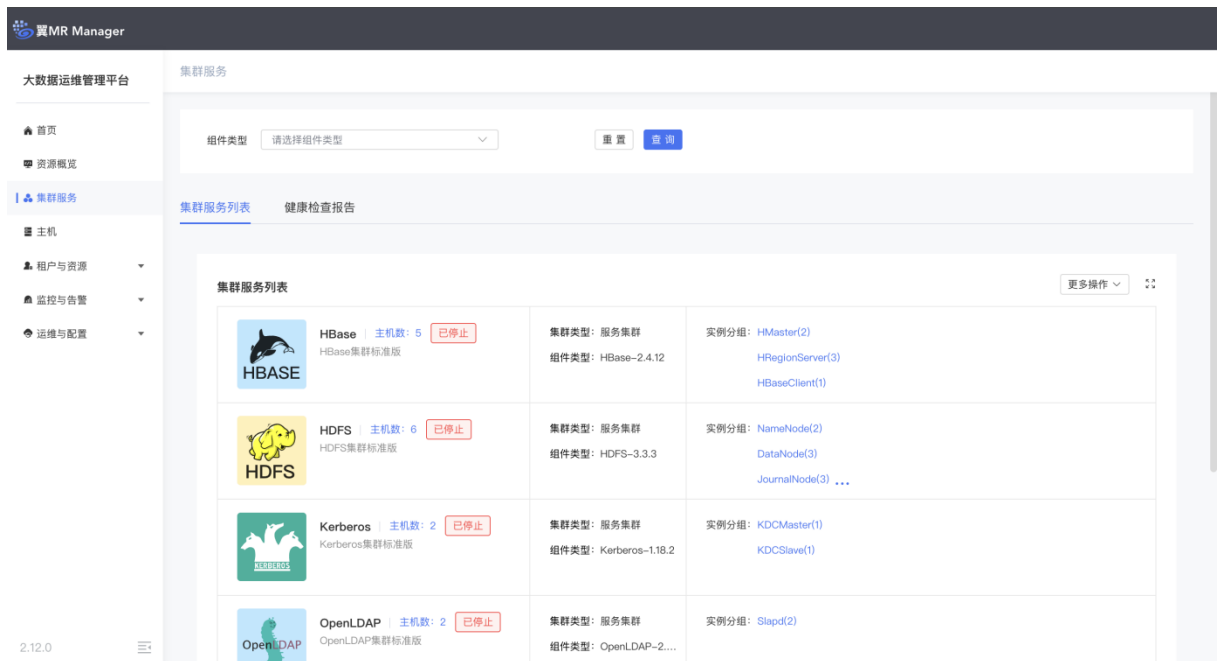 翼MR Manager
大数据运维管理平台
首页
资源概览
集群服务
主机
租户与资源
监控与告警
运维与配置
2.12.0
集群服务
组件类型 请选择组件类型 重置 查询
集群服务列表 健康检查报告
集群服务列表 更多操作
HBASE
HBase 主机数: 5 已停止
HBase集群标准版
集群类型: 服务集群
组件类型: HBase-2.4.12
实例分组: HMaster(2)
HRegionServer(3)
HBaseClient(1)
HDFS
HDFS 主机数: 6 已停止
HDFS集群标准版
集群类型: 服务集群
组件类型: HDFS-3.3.3
实例分组: NameNode(2)
DataNode(3)
JournalNode(3) ...
KERBEROS
Kerberos 主机数: 2 已停止
Kerberos集群标准版
集群类型: 服务集群
组件类型: Kerberos-1.18.2
实例分组: KDCMaster(1)
KDCSlave(1)
OpenLDAP
OpenLDAP 主机数: 2 已停止
OpenLDAP集群标准版
集群类型: 服务集群
组件类型: OpenLDAP-2....
实例分组: Slapd(2)